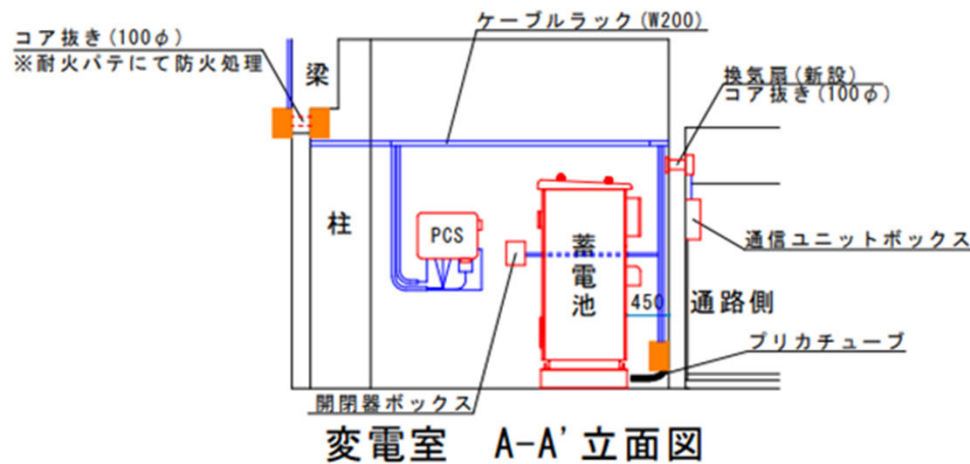 ケーブルラック(W200)
コア抜き(100φ)
※耐火パテにて防火処理
梁
換気扇(新設)
コア抜き(100φ)
柱
PCS
蓄電池
通信ユニットボックス
450
通路側
プリカチューブ
開閉器ボックス
変電室 A-A'立面図